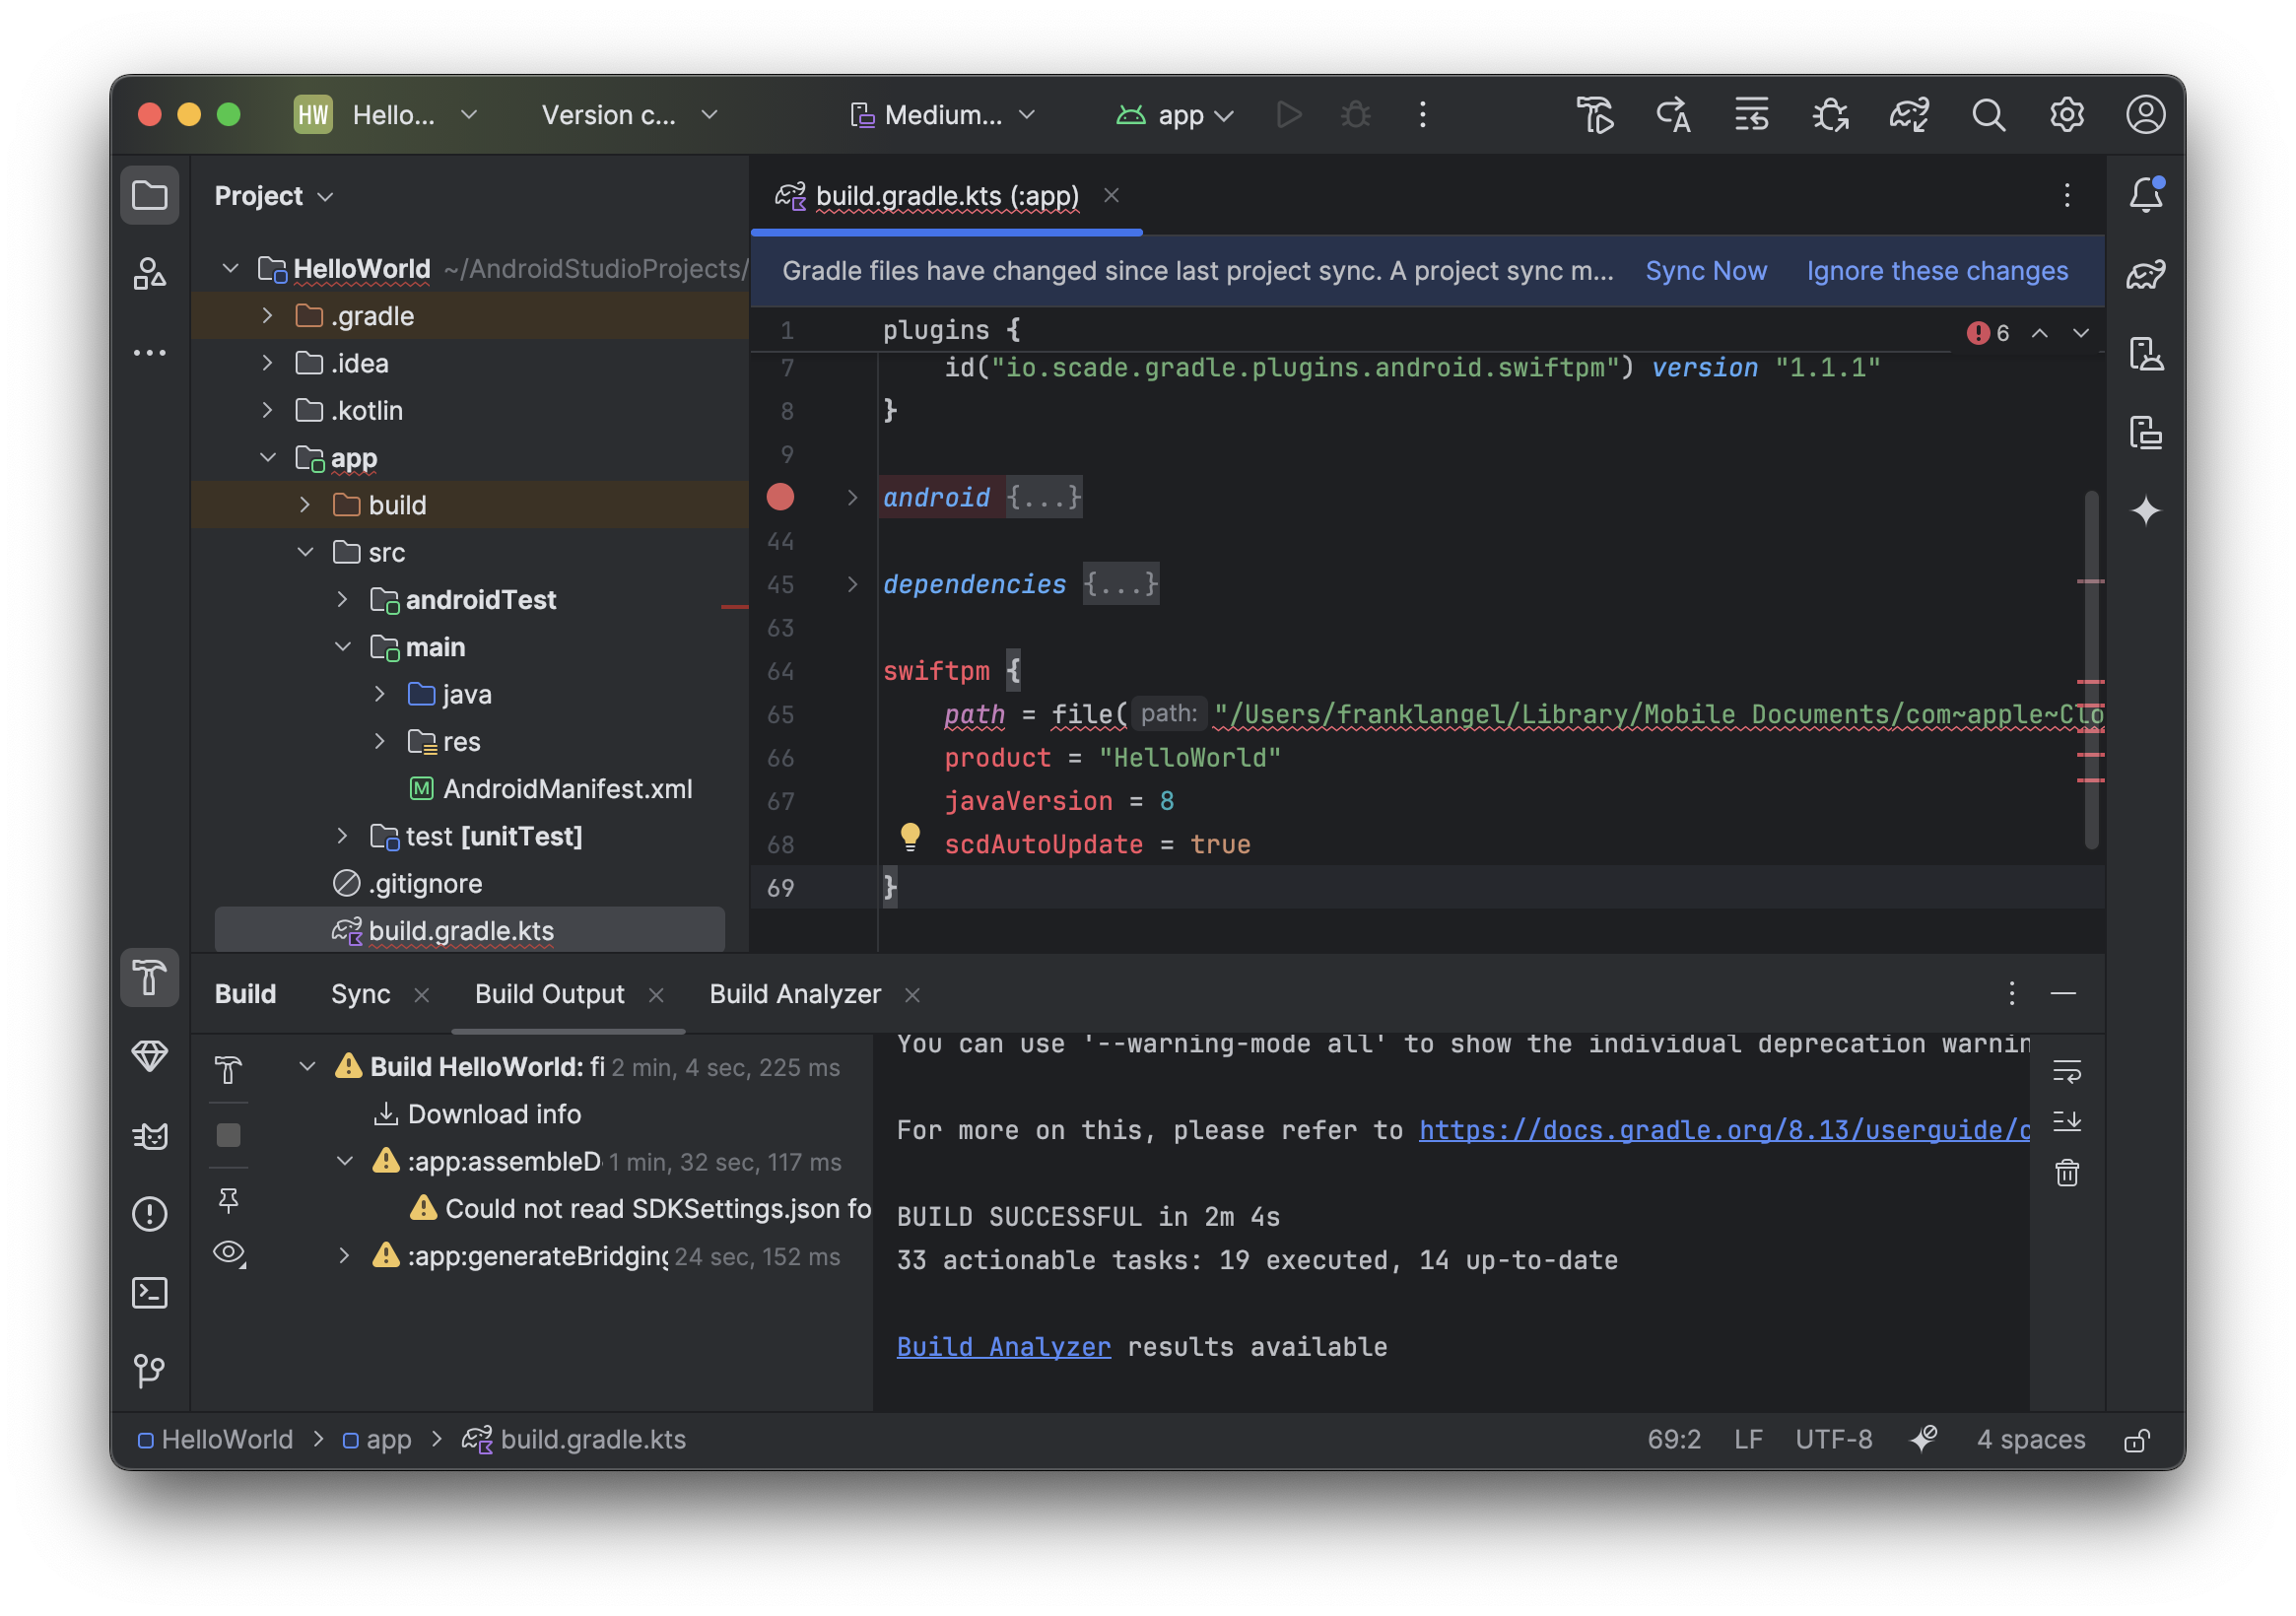 HW Hello... Version c... Medium... app
Project
HelloWorld ~/AndroidStudioProjects/
.gradle
.idea
.kotlin
app
build
src
androidTest
main
java
res
M AndroidManifest.xml
test [unitTest]
.gitignore
build.gradle.kts
build.gradle.kts (:app)
Gradle files have changed since last project sync. A project sync m... Sync Now Ignore these changes
1 plugins { 6
7 id("io.scade.gradle.plugins.android.swiftpm") version "1.1.1"
8 }
9
android {...}
44
45 dependencies {...}
63
64 swiftpm {
65 path = file( path: "/Users/franklangel/Library/Mobile Documents/com~apple~Clo
66 product = "HelloWorld"
67 javaVersion = 8
68 scdAutoUpdate = true
69 }
Build Sync Build Output Build Analyzer
Build HelloWorld: fi 2 min, 4 sec, 225 ms
Download info
:app:assembleD 1 min, 32 sec, 117 ms
Could not read SDKSettings.json fo
:app:generateBridging 24 sec, 152 ms
You can use '--warning-mode all' to show the individual deprecation warnin
For more on this, please refer to https://docs.gradle.org/8.13/userguide/c
BUILD SUCCESSFUL in 2m 4s
33 actionable tasks: 19 executed, 14 up-to-date
Build Analyzer results available
HelloWorld > app > build.gradle.kts 69:2 LF UTF-8 4 spaces